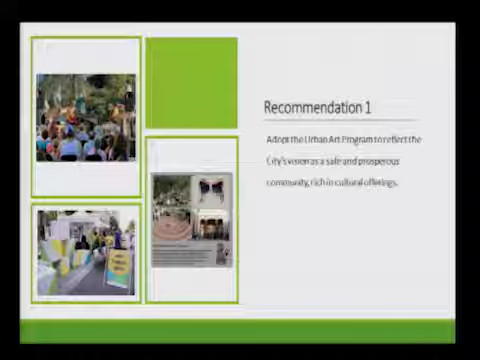 Recommendation 1
Adopt the Urban Art Program to reflect the
City's vision as a safe and prosperous
community, rich in cultural offerings.